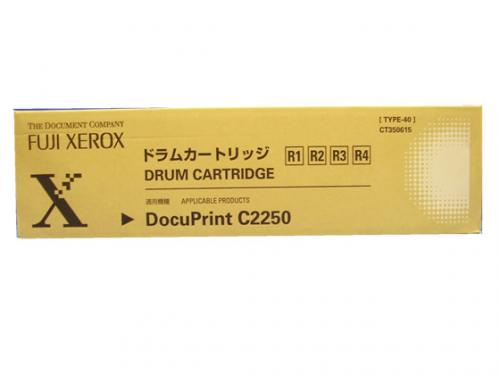 THE DOCUMENT COMPANY
FUJI XEROX
X
[ TYPE-40 ]
CT350615
ドラムカートリッジ R1 R2 R3 R4
DRUM CARTRIDGE
適用機種 APPLICABLE PRODUCTS
▶ DocuPrint C2250